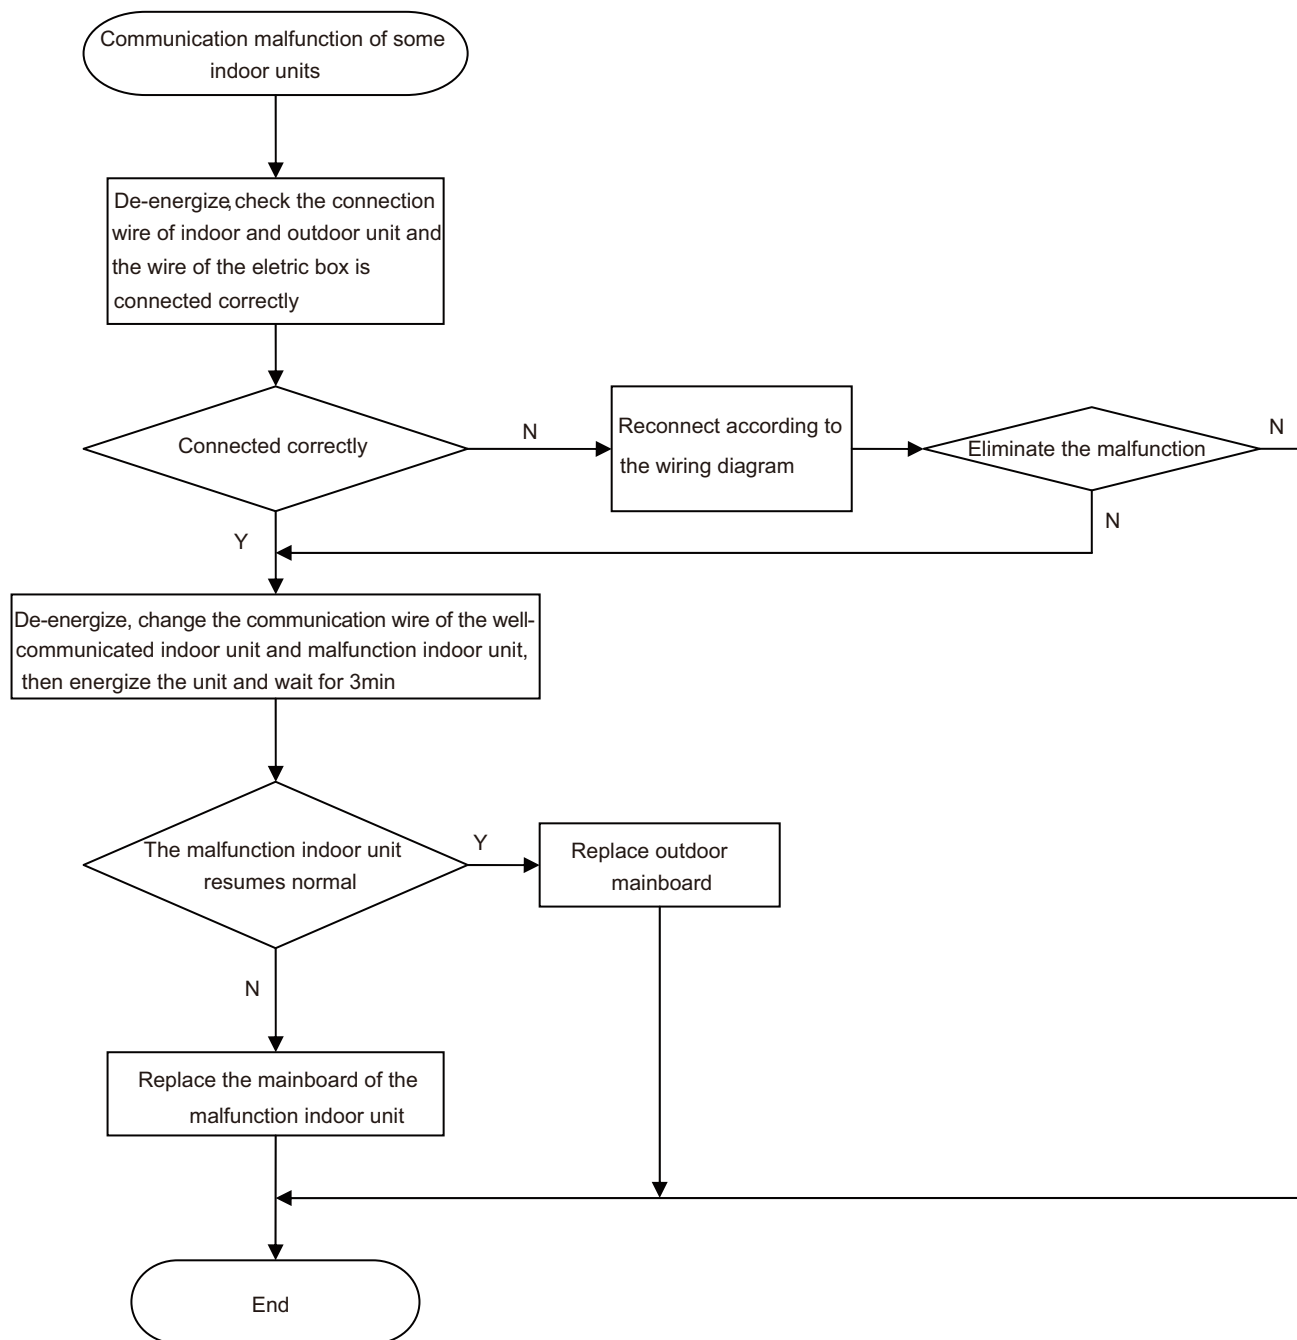 Communication malfunction of some
indoor units
De-energize,check the connection
wire of indoor and outdoor unit and
the wire of the eletric box is
connected correctly
Connected correctly
N
Reconnect according to
the wiring diagram
Eliminate the malfunction
N
N
Y
De-energize, change the communication wire of the well-
communicated indoor unit and malfunction indoor unit,
then energize the unit and wait for 3min
The malfunction indoor unit
resumes normal
Y
Replace outdoor
mainboard
N
Replace the mainboard of the
malfunction indoor unit
End